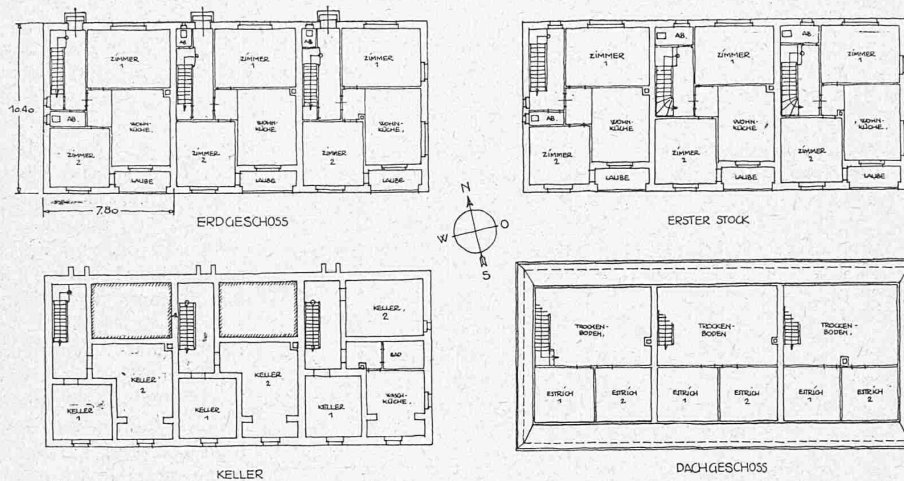 AB. AB.
ZIMMER
1
ZIMMER
1
ZIMMER
1
10.40
AB.
WOHN-
KÜCHE
WOHN-
KÜCHE
WOHN-
KÜCHE.
ZIMMER
2
ZIMMER
2
ZIMMER
2
LAUBE
LAUBE
LAUBE
7.80
ERDGESCHOSS
AB.
AB.
ZIMMER
1
ZIMMER
1
ZIMMER
1
AB.
WOHN
KÜCHE
WOHN-
KÜCHE
WOHN-
KÜCHE
ZIMMER
2
ZIMMER
2
ZIMMER
2
LAUBE
LAUBE
LAUBE
ERSTER STOCK
N
W
O
S
KELLER
2
BAD
KELLER
2
KELLER
2
KELLER
1
KELLER
1
KELLER
1
WASCH-
KÜCHE.
KELLER
TROCKEN-
BODEN.
TROCKEN-
BODEN
TROCKEN-
BODEN.
ESTRICH
1
ESTRICH
2
ESTRICH
1
ESTRICH
2
ESTRICH
1
ESTRICH
2
DACHGESCHOSS